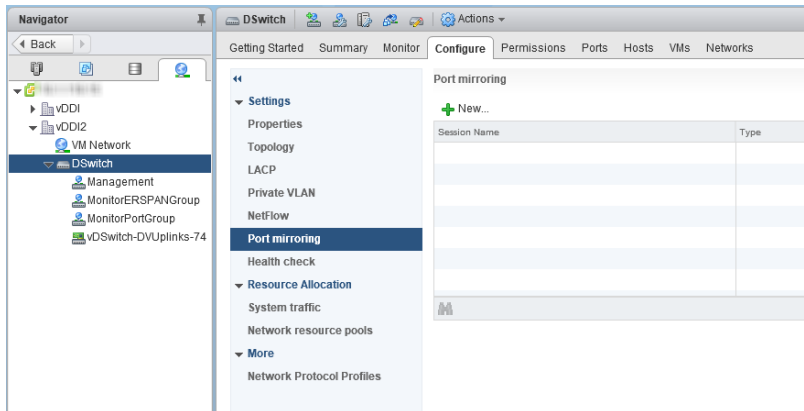 Navigator
Back
vDDI
vDDI2
VM Network
DSwitch
Management
MonitorERSPANGroup
MonitorPortGroup
vDSwitch-DVUplinks-74
DSwitch Actions
Getting Started Summary Monitor Configure Permissions Ports Hosts VMs Networks
Settings
Properties
Topology
LACP
Private VLAN
NetFlow
Port mirroring
Health check
Resource Allocation
System traffic
Network resource pools
More
Network Protocol Profiles
Port mirroring
New...
Session Name Type